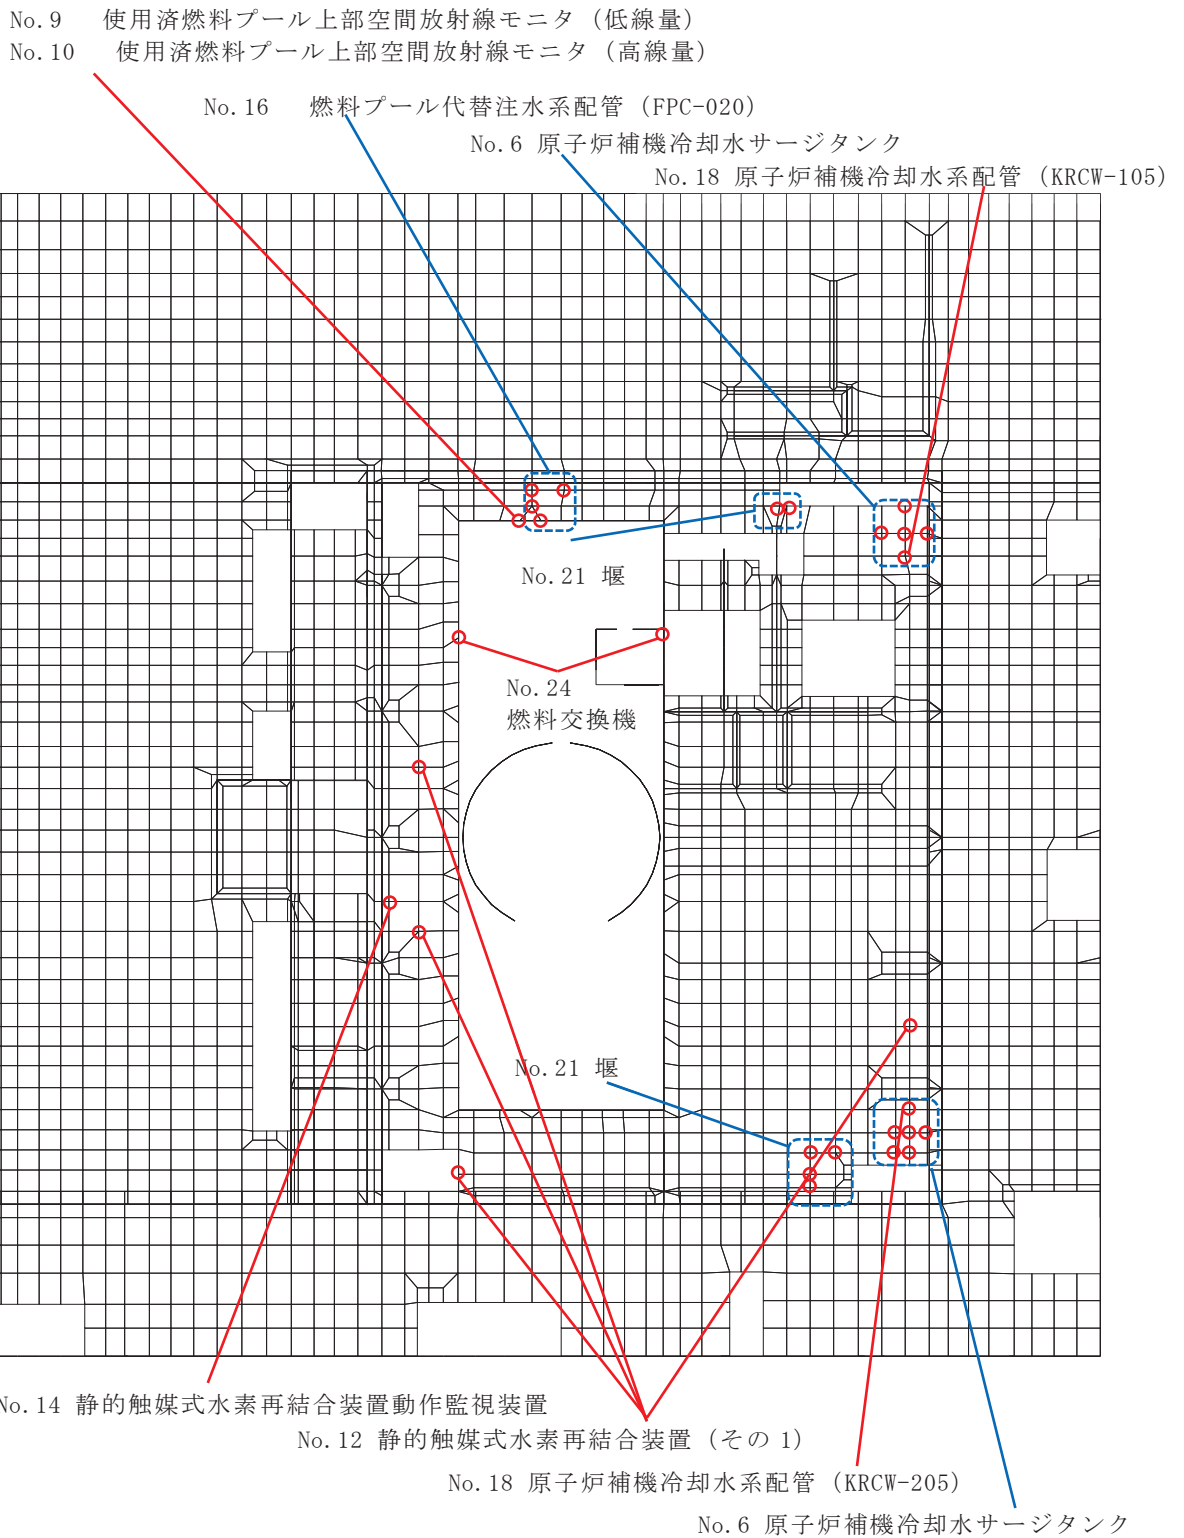 No.9 使用済燃料プール上部空間放射線モニタ（低線量）
No.10 使用済燃料プール上部空間放射線モニタ（高線量）
No.16 燃料プール代替注水系配管（FPC-020）
No.6 原子炉補機冷却水サージタンク
No.18 原子炉補機冷却水系配管（KRCW-105）
No.21 堰
No.24
燃料交換機
No.21 堰
No.14 静的触媒式水素再結合装置動作監視装置
No.12 静的触媒式水素再結合装置（その1）
No.18 原子炉補機冷却水系配管（KRCW-205）
No.6 原子炉補機冷却水サージタンク